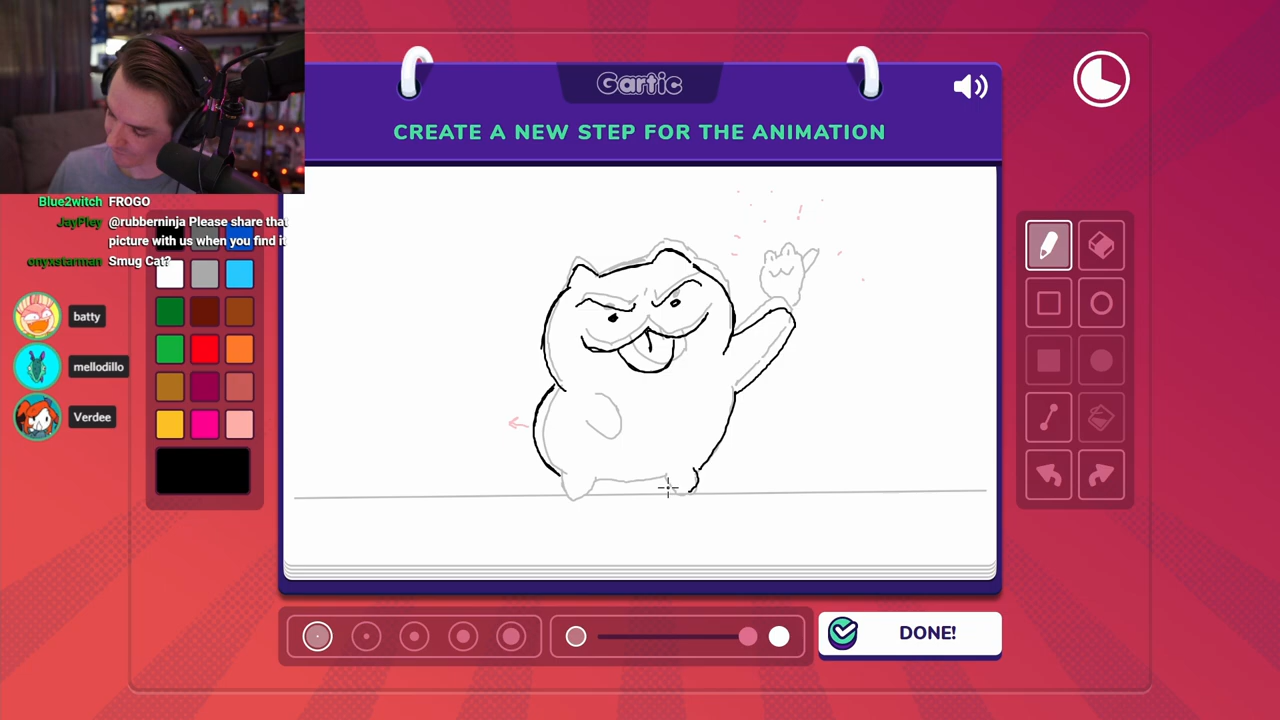 Gartic
CREATE A NEW STEP FOR THE ANIMATION
Blue2witch FROGO
JayPley @rubberninja Please share that
picture with us when you find it
onyxstarman Smug Cat?
batty
mellodillo
Verdee
DONE!